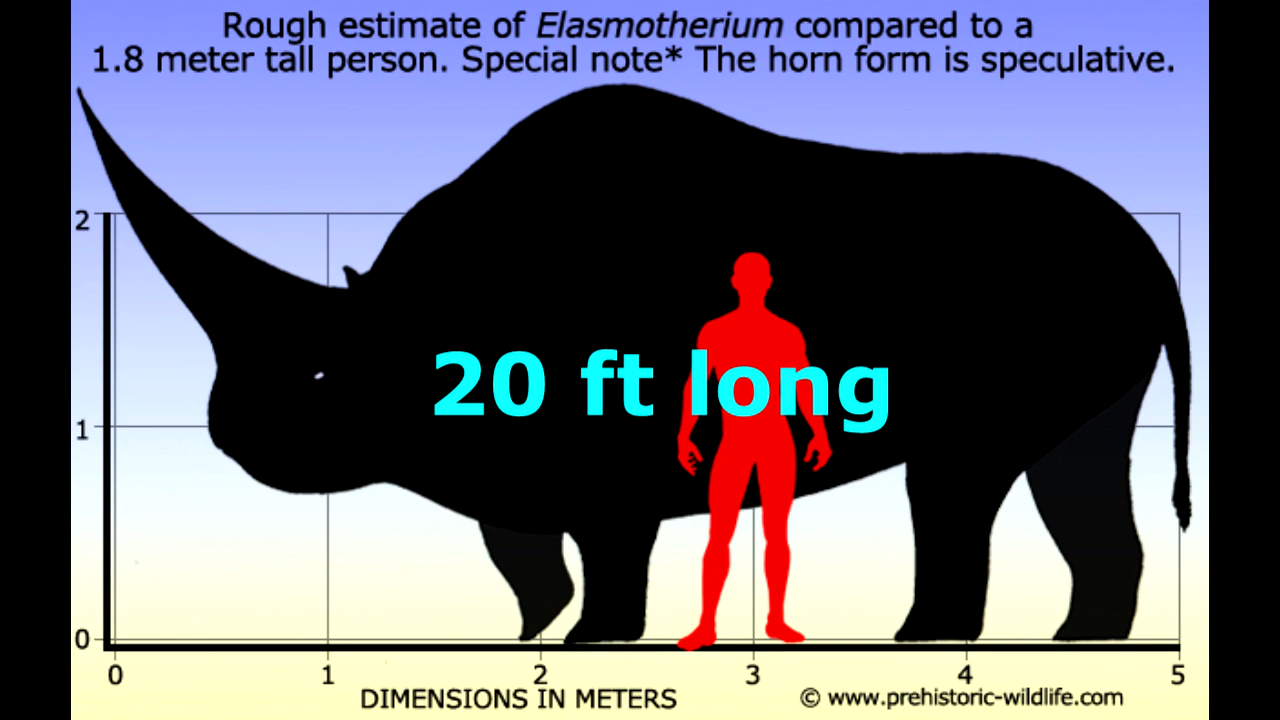 Rough estimate of Elasmotherium compared to a
1.8 meter tall person. Special note* The horn form is speculative.
2
20 ft long
1
0
0 1 2 3 4 5
DIMENSIONS IN METERS © www.prehistoric-wildlife.com